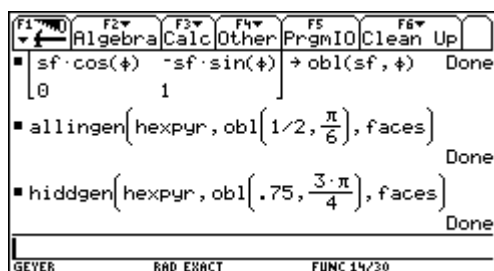 F1 F2 F3 F4 F5 F6
Algebra Calc Other PrgmIO Clean Up
sf·cos(ϕ) -sf·sin(ϕ) → obl(sf,ϕ) Done
0 1
allingen(hexpyr,obl(1/2,π/6),faces)
Done
hiddgen(hexpyr,obl(.75,3·π/4),faces)
Done
GEYER RAD EXACT FUNC 14/30